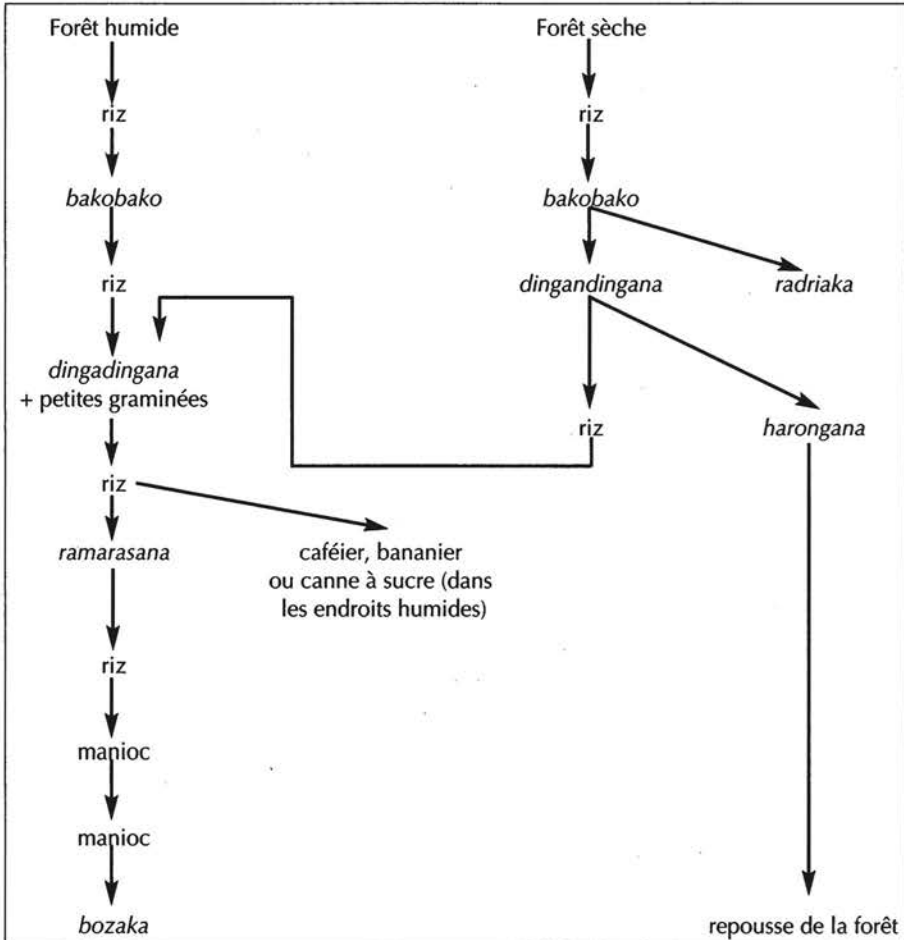 Forêt humide
Forêt sèche
riz
riz
bakobako
bakobako
riz
dingandingana
radriaka
dingadingana
+ petites graminées
riz
harongana
riz
ramarasana
caféier, bananier
ou canne à sucre (dans
les endroits humides)
riz
manioc
manioc
bozaka
repousse de la forêt